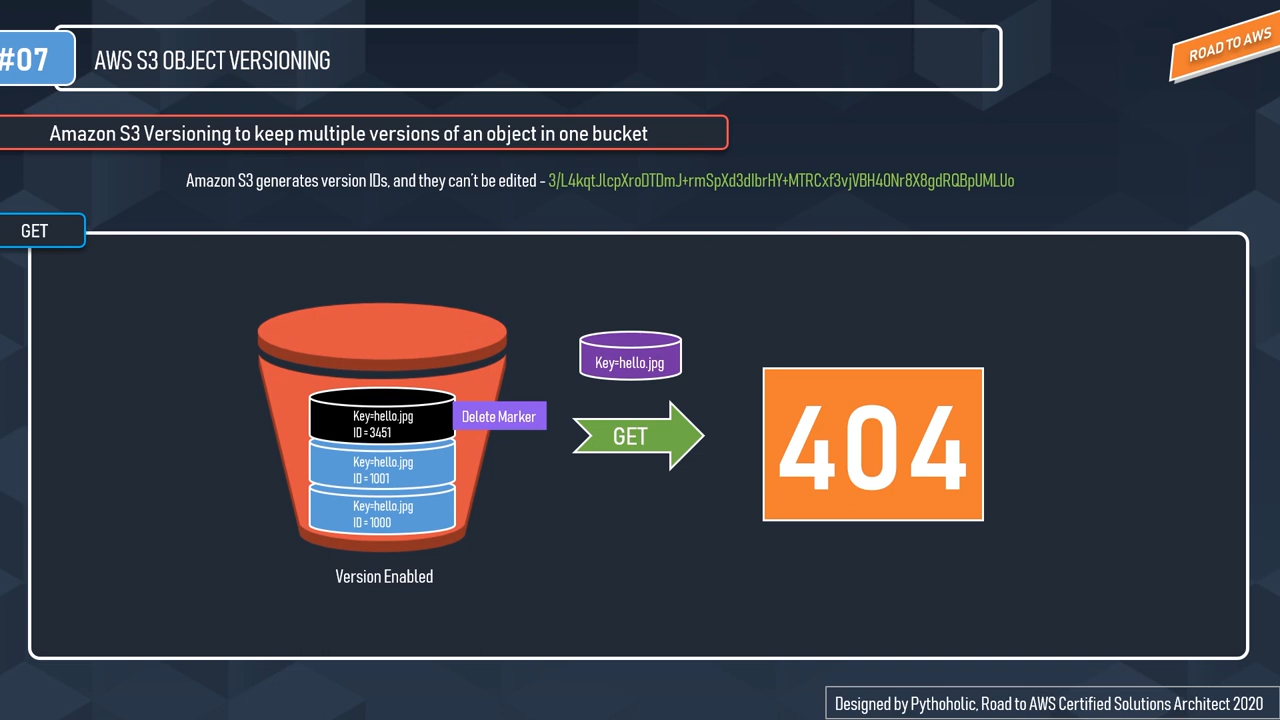 #07
AWS S3 OBJECT VERSIONING
ROAD TO AWS
Amazon S3 Versioning to keep multiple versions of an object in one bucket
Amazon S3 generates version IDs, and they can't be edited - 3/L4kqtJlcpXroDTDmJ+rmSpXd3dIbrHY+MTRCxf3vjVBH40Nr8X8gdRQBpUMLUo
GET
Key=hello.jpg
Key=hello.jpg
ID = 3451
Delete Marker
GET
404
Key=hello.jpg
ID = 1001
Key=hello.jpg
ID = 1000
Version Enabled
Designed by Pythoholic, Road to AWS Certified Solutions Architect 2020